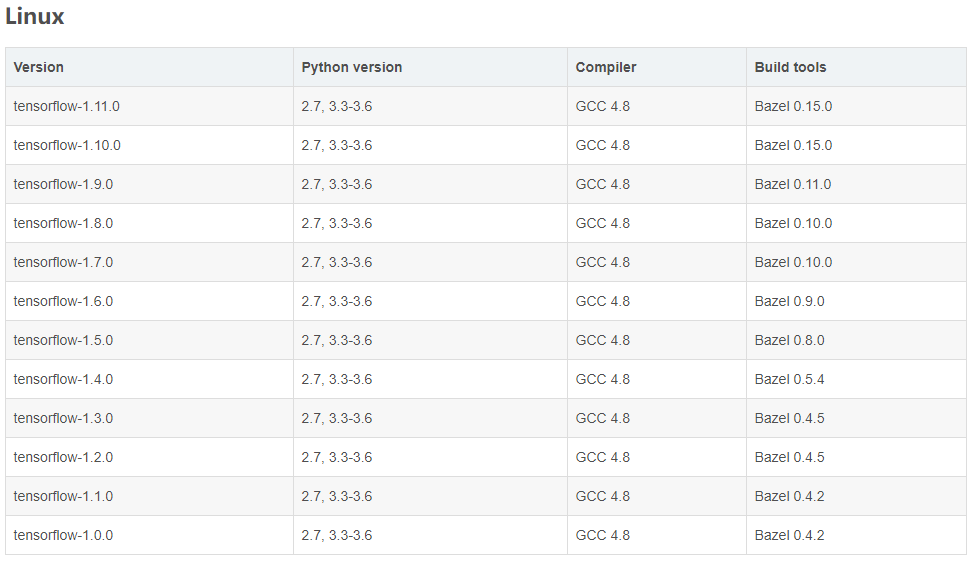 Linux
Version Python version Compiler Build tools
tensorflow-1.11.0 2.7, 3.3-3.6 GCC 4.8 Bazel 0.15.0
tensorflow-1.10.0 2.7, 3.3-3.6 GCC 4.8 Bazel 0.15.0
tensorflow-1.9.0 2.7, 3.3-3.6 GCC 4.8 Bazel 0.11.0
tensorflow-1.8.0 2.7, 3.3-3.6 GCC 4.8 Bazel 0.10.0
tensorflow-1.7.0 2.7, 3.3-3.6 GCC 4.8 Bazel 0.10.0
tensorflow-1.6.0 2.7, 3.3-3.6 GCC 4.8 Bazel 0.9.0
tensorflow-1.5.0 2.7, 3.3-3.6 GCC 4.8 Bazel 0.8.0
tensorflow-1.4.0 2.7, 3.3-3.6 GCC 4.8 Bazel 0.5.4
tensorflow-1.3.0 2.7, 3.3-3.6 GCC 4.8 Bazel 0.4.5
tensorflow-1.2.0 2.7, 3.3-3.6 GCC 4.8 Bazel 0.4.5
tensorflow-1.1.0 2.7, 3.3-3.6 GCC 4.8 Bazel 0.4.2
tensorflow-1.0.0 2.7, 3.3-3.6 GCC 4.8 Bazel 0.4.2